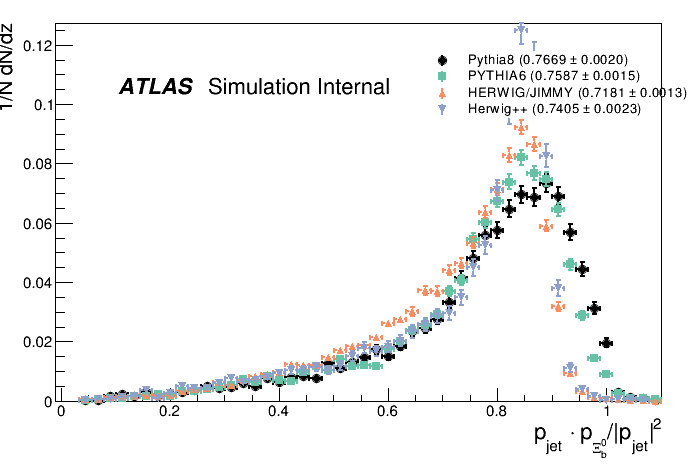 1/N dN/dz
ATLAS Simulation Internal
Pythia8 (0.7669 ± 0.0020)
PYTHIA6 (0.7587 ± 0.0015)
HERWIG/JIMMY (0.7181 ± 0.0013)
Herwig++ (0.7405 ± 0.0023)
0.12
0.1
0.08
0.06
0.04
0.02
0
0 0.2 0.4 0.6 0.8 1
p_jet · p_Ξ_b^0/|p_jet|^2